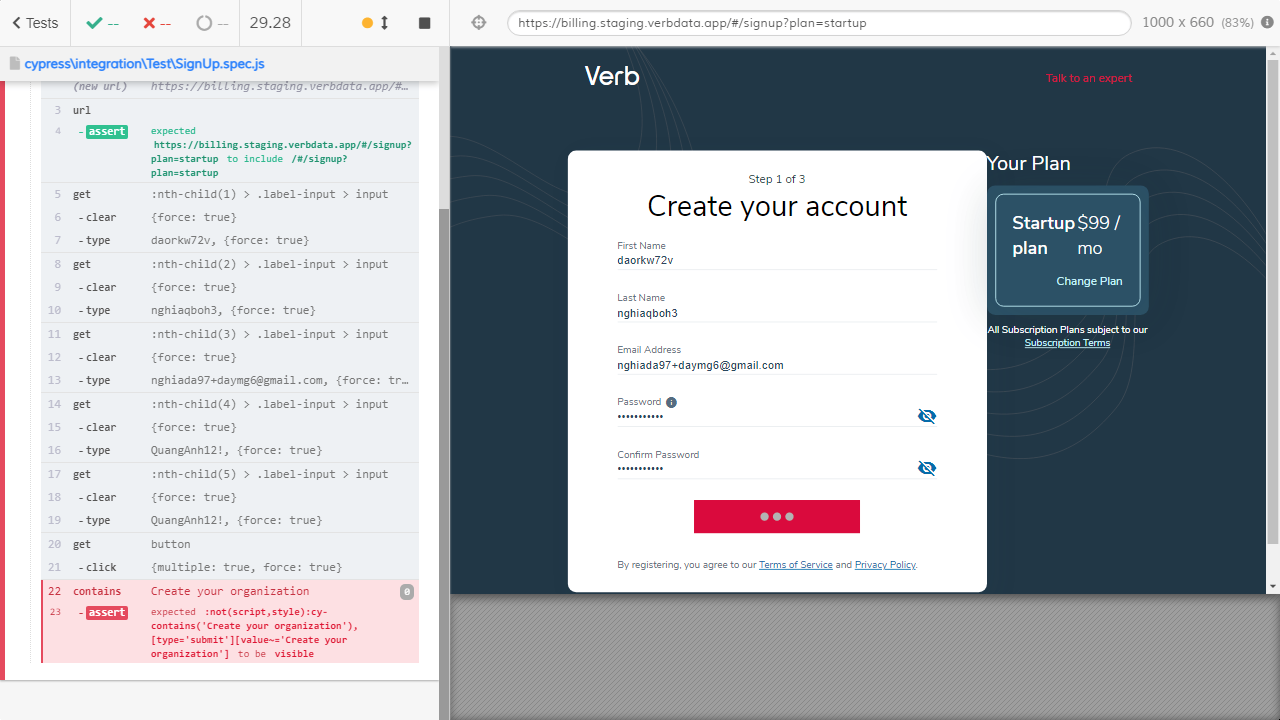 Tests
--
--
--
29.28
https://billing.staging.verbdata.app/#/signup?plan=startup
1000 x 660 (83%)
cypress\integration\Test\SignUp.spec.js
(new url) https://billing.staging.verbdata.app/#…
3 url
4 - assert expected
https://billing.staging.verbdata.app/#/signup?
plan=startup to include /#/signup?
plan=startup
5 get :nth-child(1) > .label-input > input
6 - clear {force: true}
7 - type daorkw72v, {force: true}
8 get :nth-child(2) > .label-input > input
9 - clear {force: true}
10 - type nghiaqboh3, {force: true}
11 get :nth-child(3) > .label-input > input
12 - clear {force: true}
13 - type nghiada97+daymg6@gmail.com, {force: tr…
14 get :nth-child(4) > .label-input > input
15 - clear {force: true}
16 - type QuangAnh12!, {force: true}
17 get :nth-child(5) > .label-input > input
18 - clear {force: true}
19 - type QuangAnh12!, {force: true}
20 get button
21 - click {multiple: true, force: true}
22 contains Create your organization 0
23 - assert expected :not(script,style):cy-
contains('Create your organization'),
[type='submit'][value~='Create your
organization'] to be visible
Verb
Talk to an expert
Step 1 of 3
Create your account
First Name
daorkw72v
Last Name
nghiaqboh3
Email Address
nghiada97+daymg6@gmail.com
Password
•••••••••••
Confirm Password
•••••••••••
By registering, you agree to our Terms of Service and Privacy Policy.
Your Plan
Startup $99 /
plan mo
Change Plan
All Subscription Plans subject to our
Subscription Terms